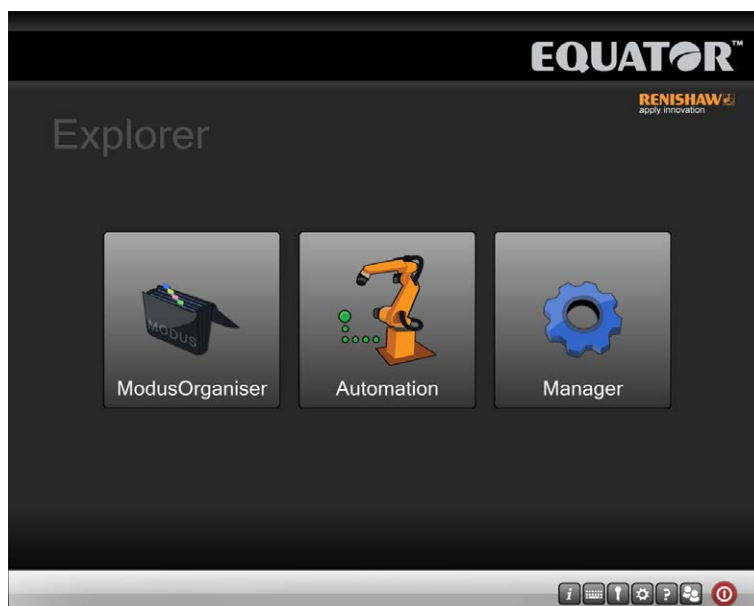 EQUATOR™
RENISHAW
apply innovation
Explorer
MODUS
ModusOrganiser
Automation
Manager
i
?